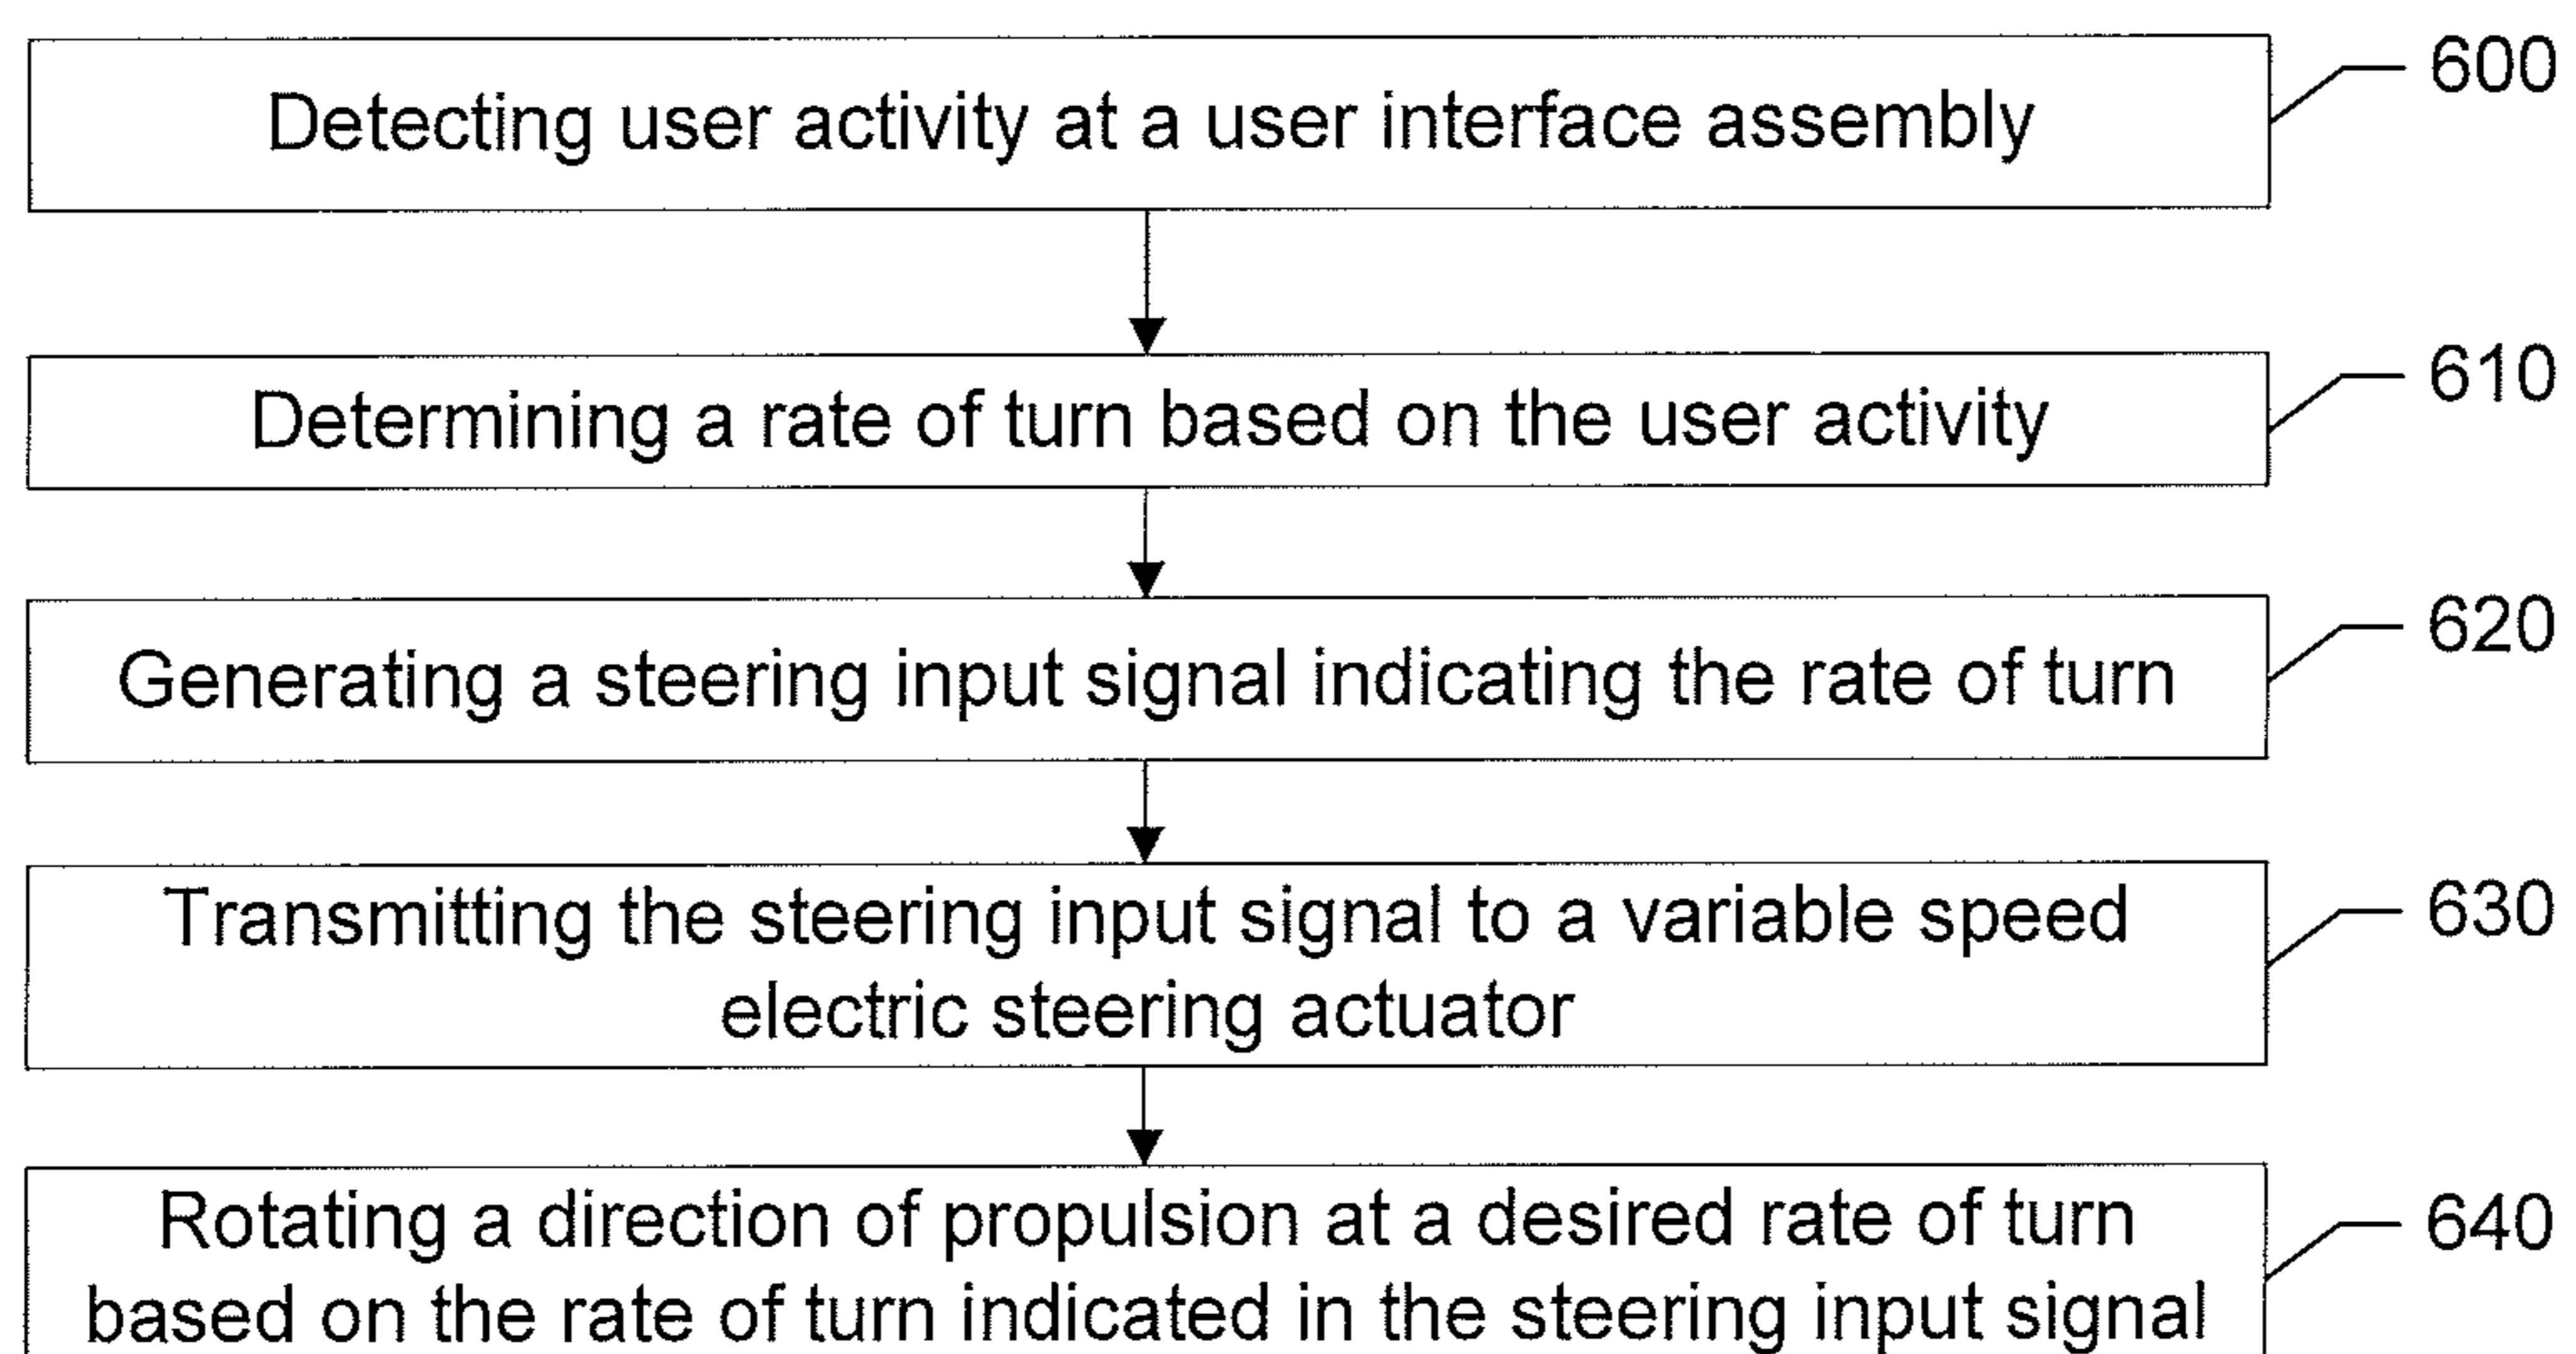 Detecting user activity at a user interface assembly
600
Determining a rate of turn based on the user activity
610
Generating a steering input signal indicating the rate of turn
620
Transmitting the steering input signal to a variable speed
electric steering actuator
630
Rotating a direction of propulsion at a desired rate of turn
based on the rate of turn indicated in the steering input signal
640